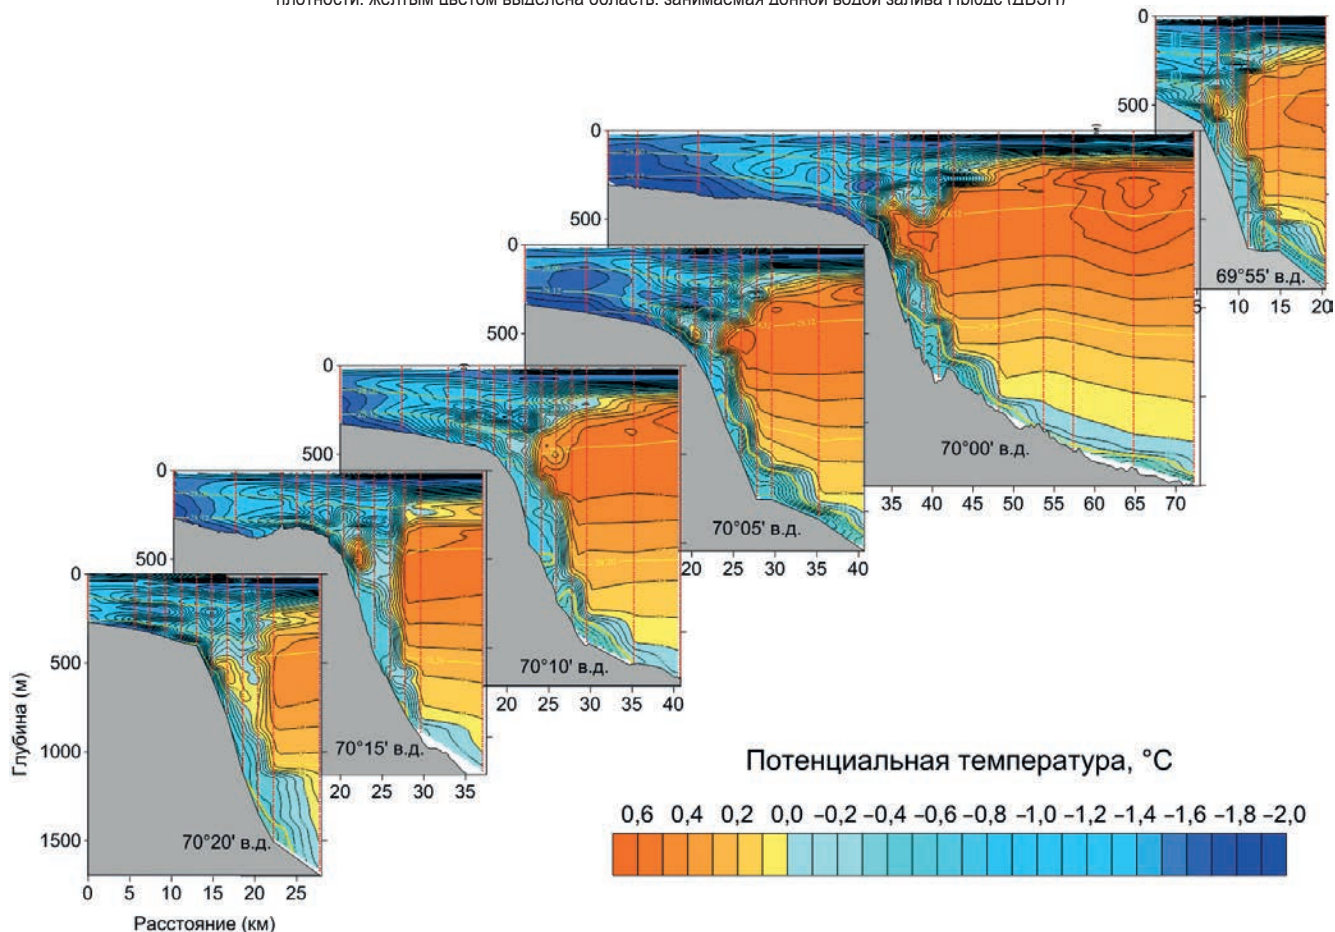 плотности. Желтым цветом выделена область, занимаемая донной водой залива Прюдс (ДВЗП)
0
500
69°55' в.д.
5 10 15 20
0
500
70°00' в.д.
35 40 45 50 55 60 65 70
0
500
70°05' в.д.
20 25 30 35 40
0
500
70°10' в.д.
20 25 30 35 40
0
500
70°15' в.д.
20 25 30 35
0
500
1000
1500
Глубина (м)
70°20' в.д.
0 5 10 15 20 25
Расстояние (км)
Потенциальная температура, °C
0,6 0,4 0,2 0,0 –0,2 –0,4 –0,6 –0,8 –1,0 –1,2 –1,4 –1,6 –1,8 –2,0